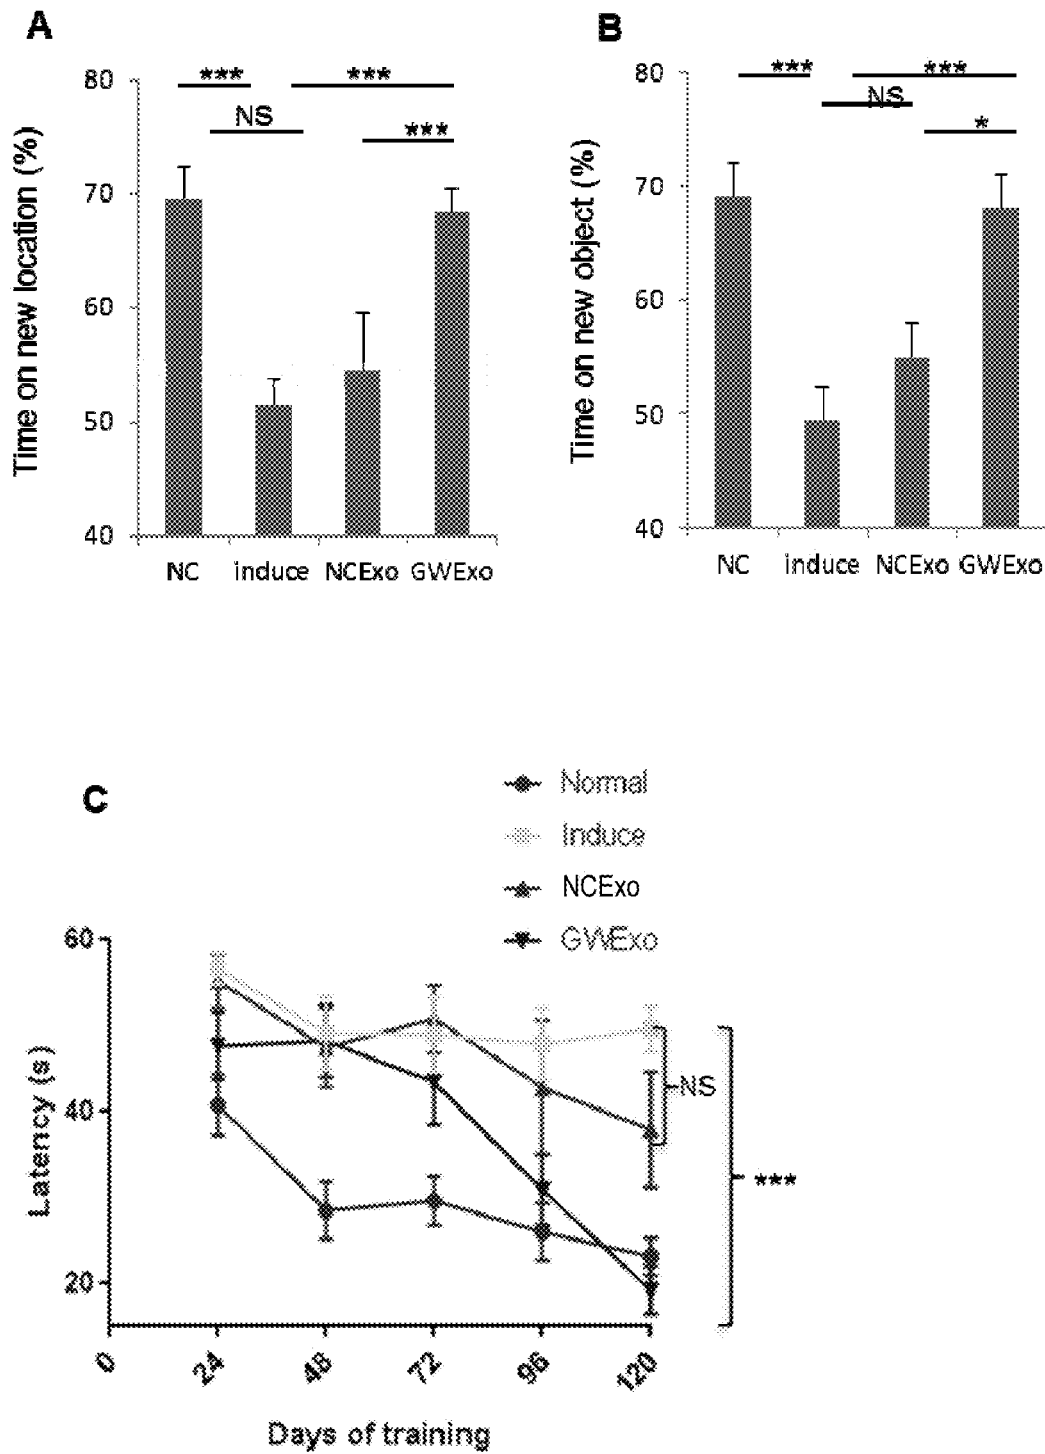 A
*** ***
NS
***
80
70
60
50
40
Time on new location (%)
NC induce NCExo GWExo
B
*** ***
NS
*
80
70
60
50
40
Time on new object (%)
NC induce NCExo GWExo
C
Normal
Induce
NCExo
GWExo
60
40
20
Latency (s)
NS
***
0 24 48 72 96 120
Days of training